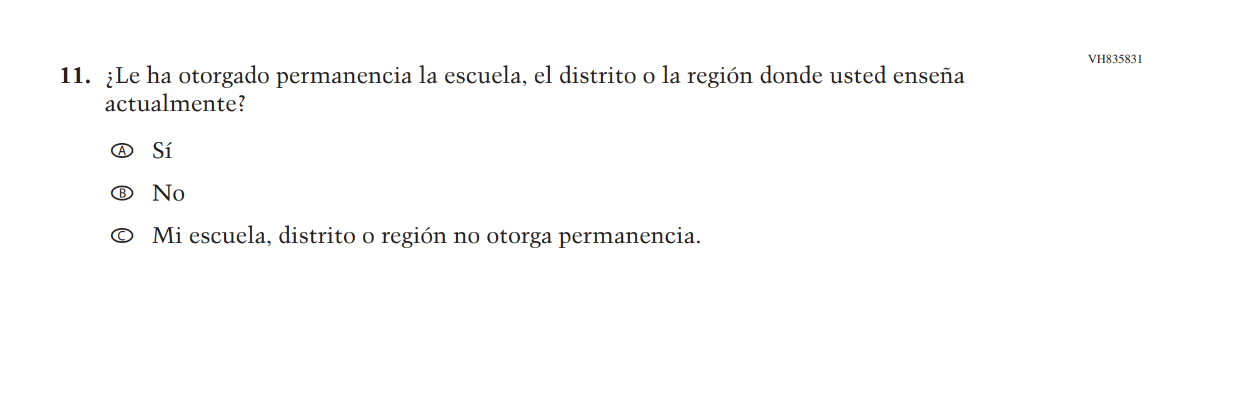 VH835831
11. ¿Le ha otorgado permanencia la escuela, el distrito o la región donde usted enseña
actualmente?
A Sí
B No
C Mi escuela, distrito o región no otorga permanencia.